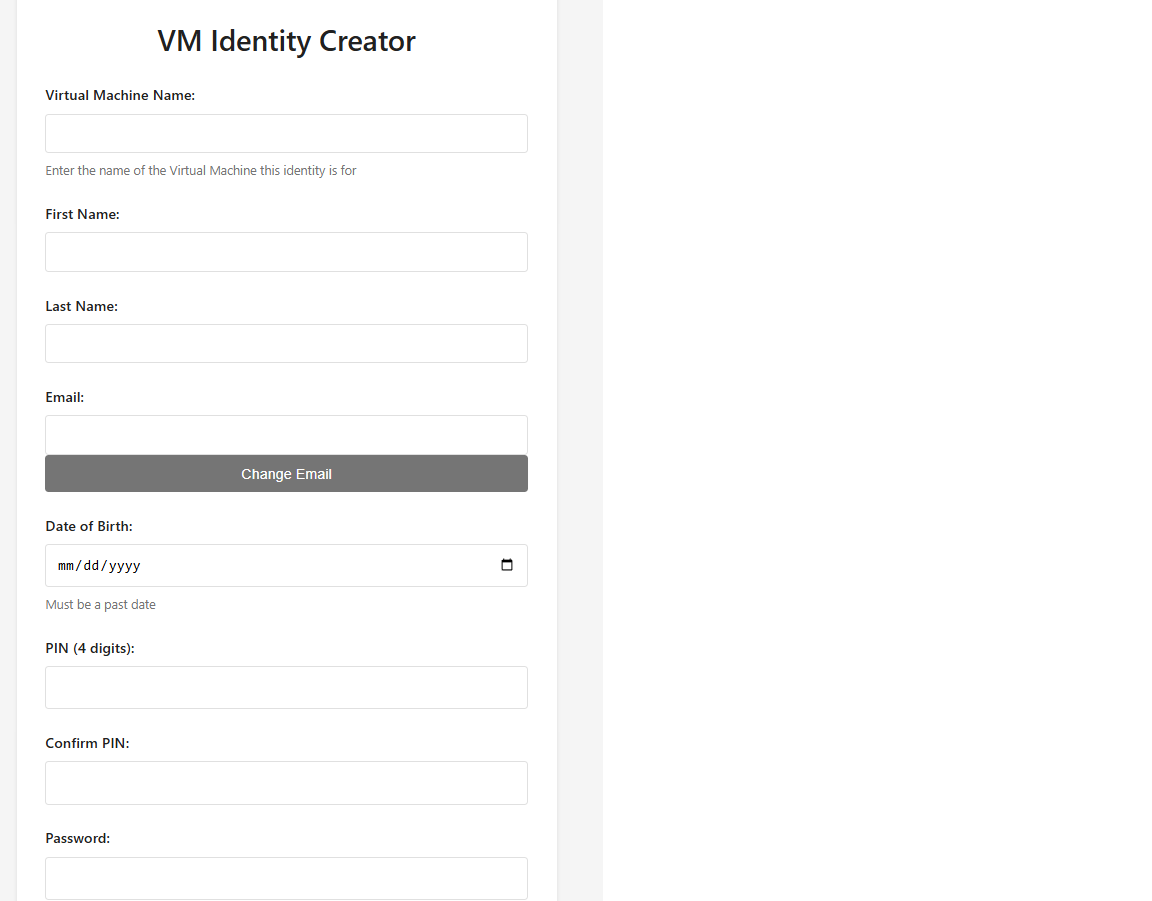 VM Identity Creator
Virtual Machine Name:
Enter the name of the Virtual Machine this identity is for
First Name:
Last Name:
Email:
Change Email
Date of Birth:
mm/dd/yyyy
Must be a past date
PIN (4 digits):
Confirm PIN:
Password: